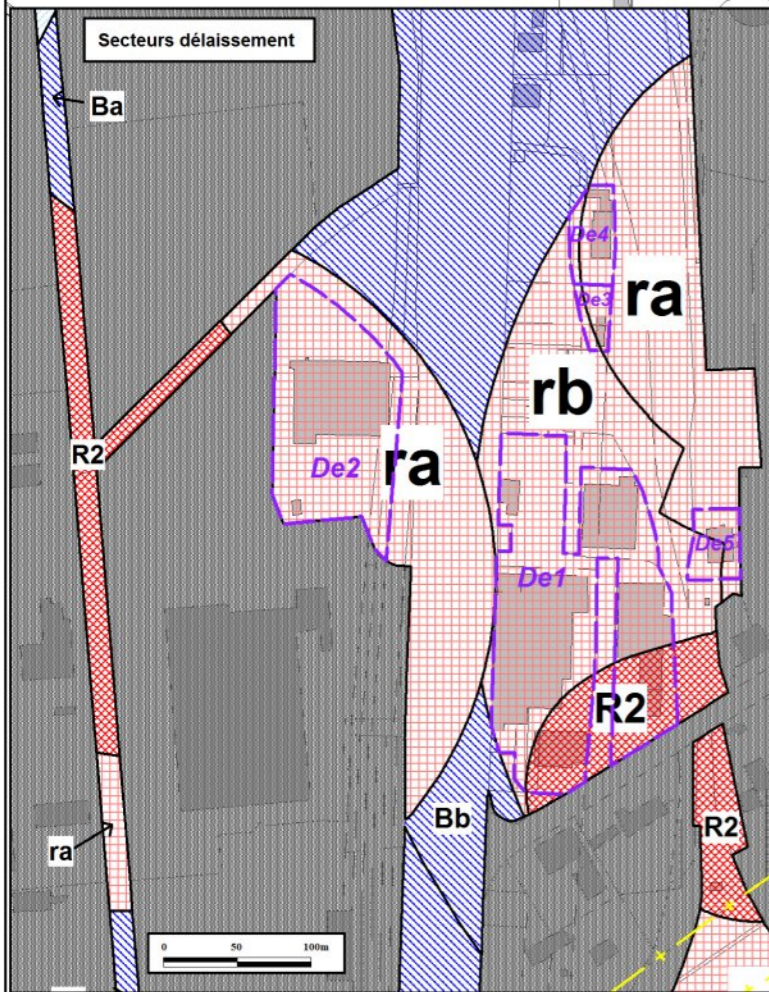 Secteurs délaissement
Ba
De4
De3
ra
rb
R2
De2
ra
De5
De1
R2
Bb
R2
ra
0 50 100m